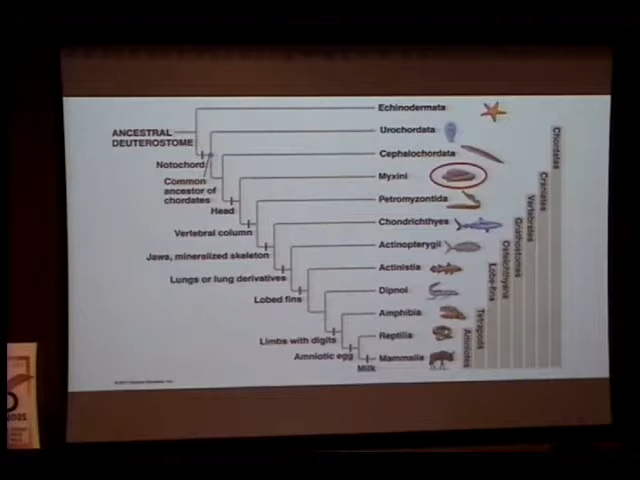 Echinodermata
ANCESTRAL
DEUTEROSTOME
Urochordata
Notochord
Cephalochordata
Common
ancestor of
chordates
Myxini
Head
Petromyzontida
Vertebral column
Chondrichthyes
Jaws, mineralized skeleton
Actinopterygii
Lungs or lung derivatives
Actinistia
Lobed fins
Dipnoi
Amphibia
Limbs with digits
Reptilia
Amniotic egg
Mammalia
Milk
Chordates
Craniates
Vertebrates
Gnathostomes
Osteichthyans
Lobe-fins
Tetrapods
Amniotes